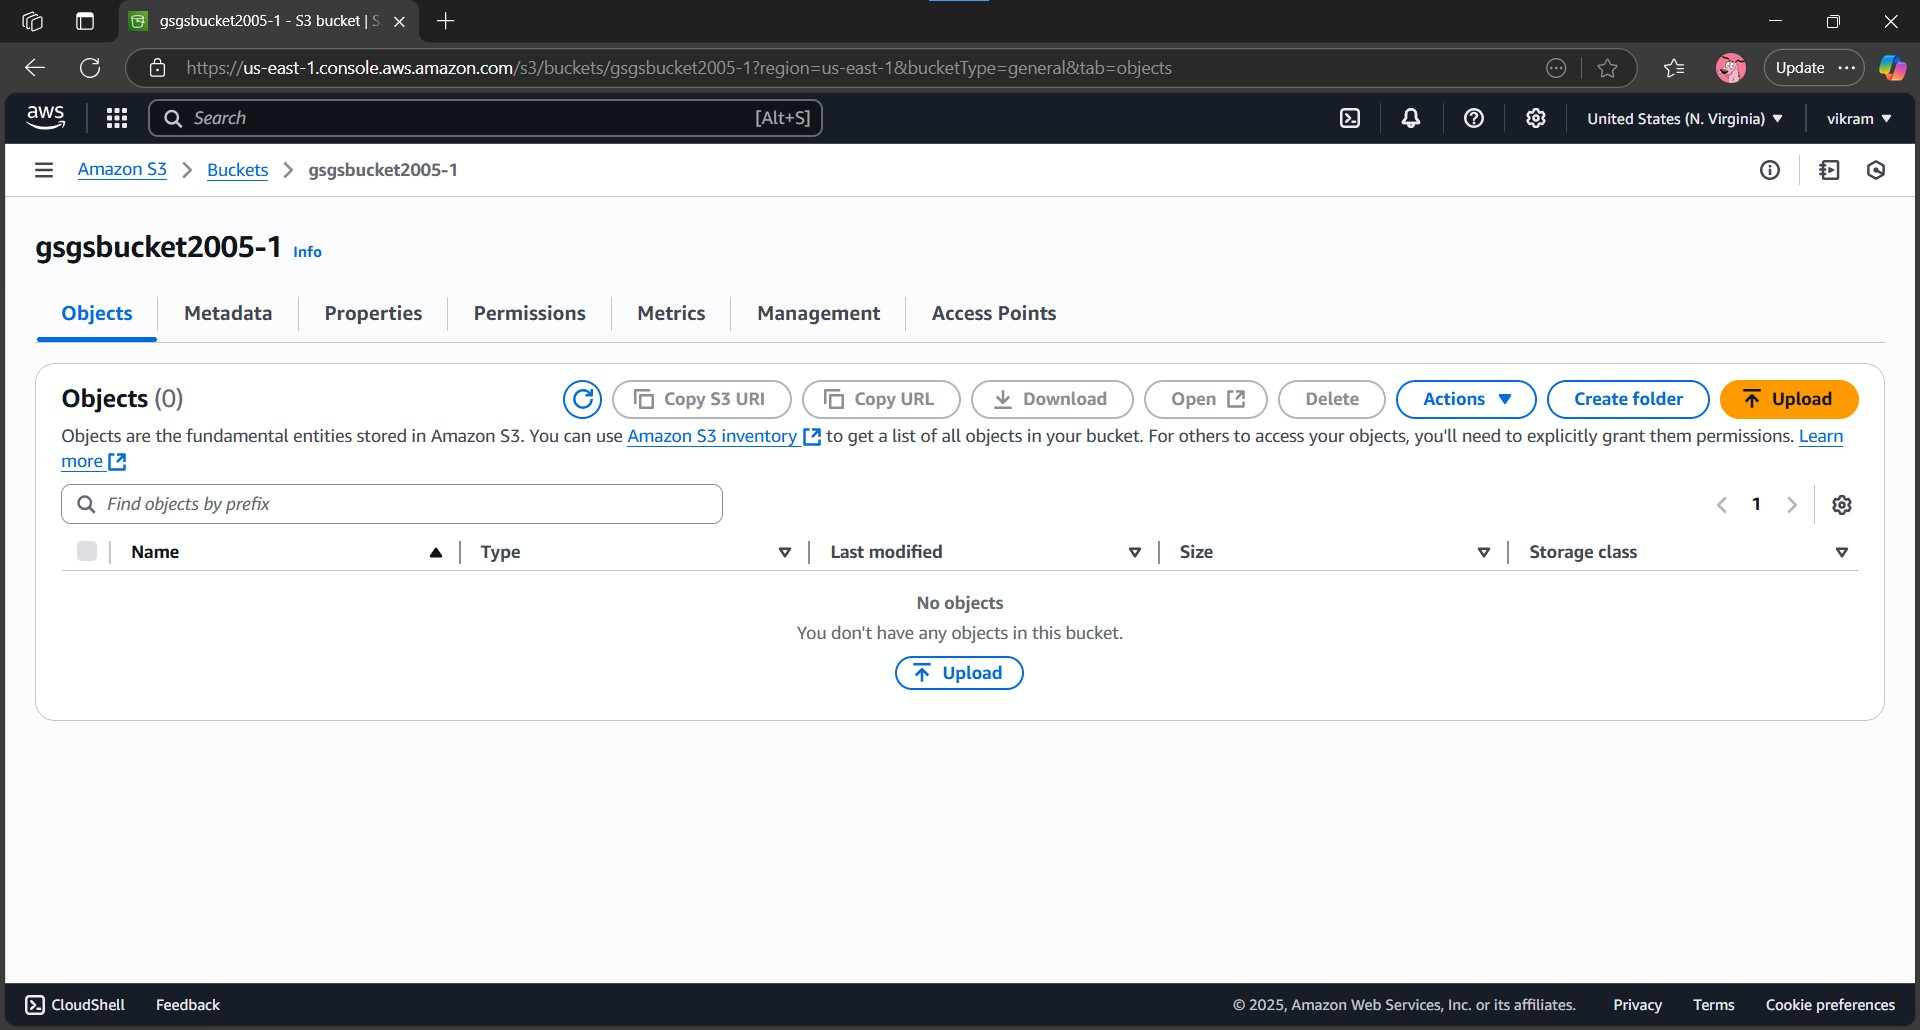 gsgsbucket2005-1 - S3 bucket | S
https://us-east-1.console.aws.amazon.com/s3/buckets/gsgsbucket2005-1?region=us-east-1&bucketType=general&tab=objects
Update
aws
Search
[Alt+S]
United States (N. Virginia)
vikram
Amazon S3
Buckets
gsgsbucket2005-1
gsgsbucket2005-1 Info
Objects
Metadata
Properties
Permissions
Metrics
Management
Access Points
Objects (0)
Copy S3 URI
Copy URL
Download
Open
Delete
Actions
Create folder
Upload
Objects are the fundamental entities stored in Amazon S3. You can use Amazon S3 inventory to get a list of all objects in your bucket. For others to access your objects, you'll need to explicitly grant them permissions. Learn
more
Find objects by prefix
1
Name
Type
Last modified
Size
Storage class
No objects
You don't have any objects in this bucket.
Upload
CloudShell
Feedback
© 2025, Amazon Web Services, Inc. or its affiliates.
Privacy
Terms
Cookie preferences